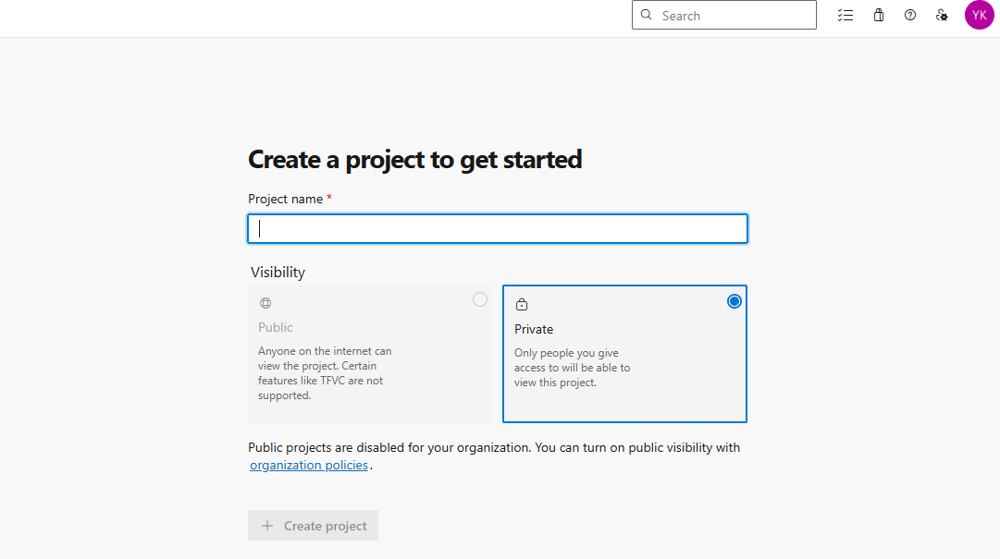 Search
YK
Create a project to get started
Project name *
Visibility
Public
Anyone on the internet can
view the project. Certain
features like TFVC are not
supported.
Private
Only people you give
access to will be able to
view this project.
Public projects are disabled for your organization. You can turn on public visibility with
organization policies.
+ Create project